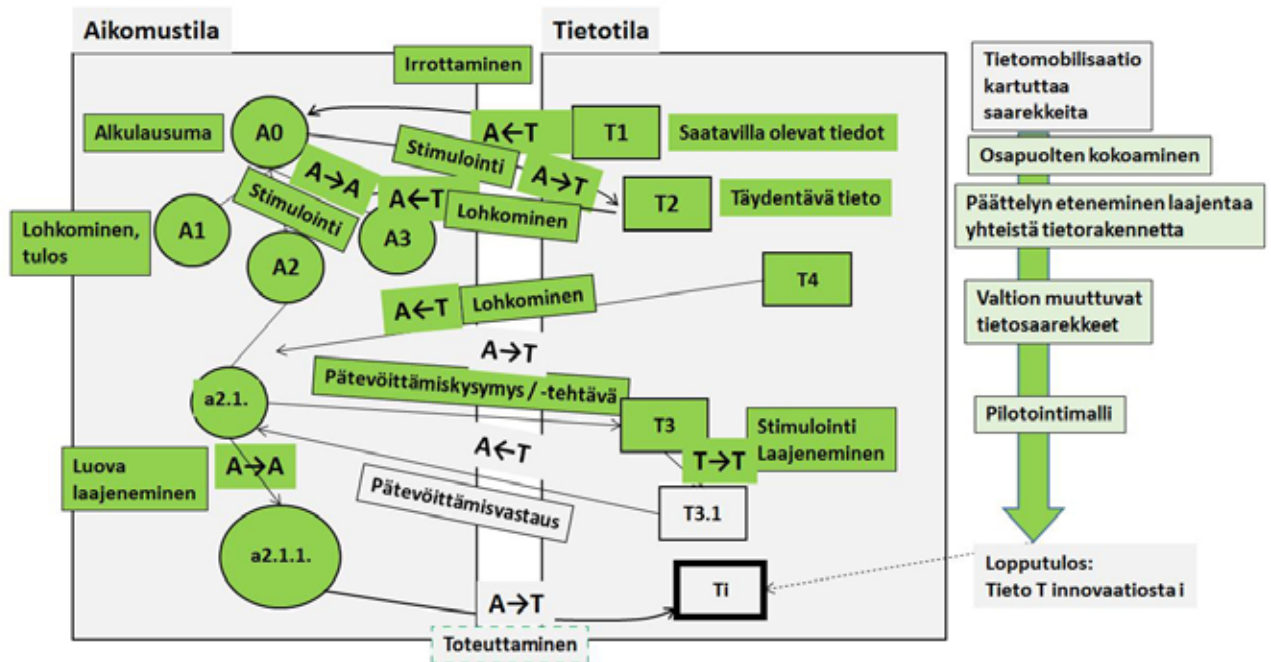 Aikomustila
Tietotila
Irrottaminen
Alkulausuma
A0
A←T
T1
Saatavilla olevat tiedot
Stimulointi
A→T
A→A
Stimulointi
A←T
Lohkominen
T2
Täydentävä tieto
Lohkominen,
tulos
A1
A2
A3
T4
A←T
Lohkominen
A→T
Pätevöittämiskysymys / -tehtävä
a2.1.
T3
Stimulointi
Laajeneminen
T→T
A←T
Luova
laajeneminen
A→A
Pätevöittämisvastaus
T3.1
a2.1.1.
Ti
A→T
Toteuttaminen
Tietomobilisaatio
kartuttaa
saarekkeita
Osapuolten kokoaminen
Päättelyn eteneminen laajentaa
yhteistä tietorakennetta
Valtion muuttuvat
tietosaarekkeet
Pilotointimalli
Lopputulos:
Tieto T innovaatiosta i